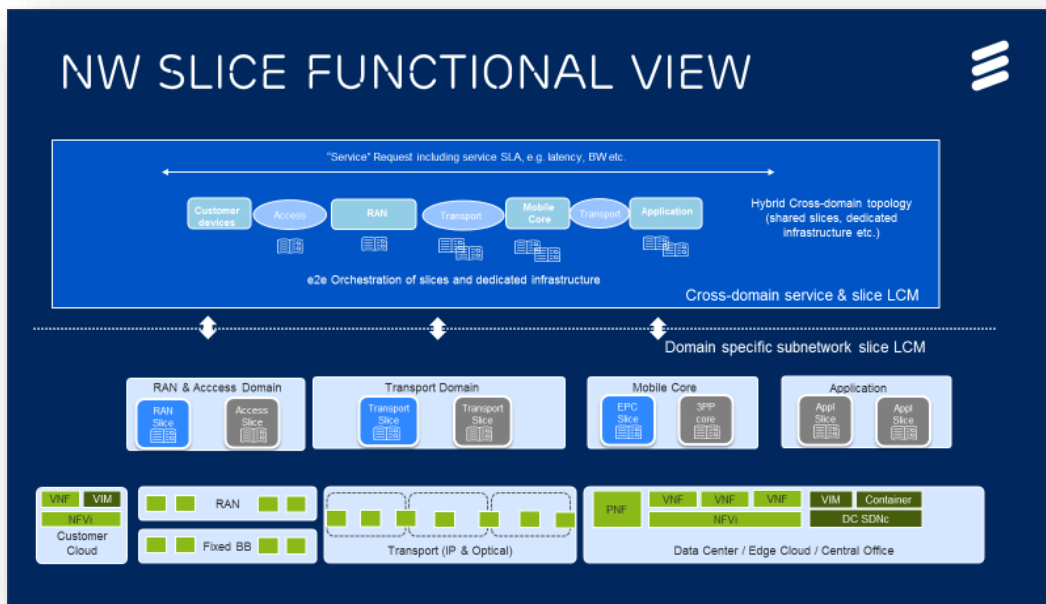 NW SLICE FUNCTIONAL VIEW
"Service" Request including service SLA, e.g. latency, BW etc.
Customer
devices
Access
RAN
Transport
Mobile
Core
Transport
Application
Hybrid Cross-domain topology
(shared slices, dedicated
infrastructure etc.)
e2e Orchestration of slices and dedicated infrastructure
Cross-domain service & slice LCM
Domain specific subnetwork slice LCM
RAN & Acccess Domain
RAN
Slice
Access
Slice
Transport Domain
Transport
Slice
Transport
Slice
Mobile Core
EPC
Slice
3PP
core
Application
Appl
Slice
Appl
Slice
VNF
VIM
NFVi
Customer
Cloud
RAN
Fixed BB
Transport (IP & Optical)
PNF
VNF
VNF
VNF
NFVi
VIM
Container
DC SDNc
Data Center / Edge Cloud / Central Office